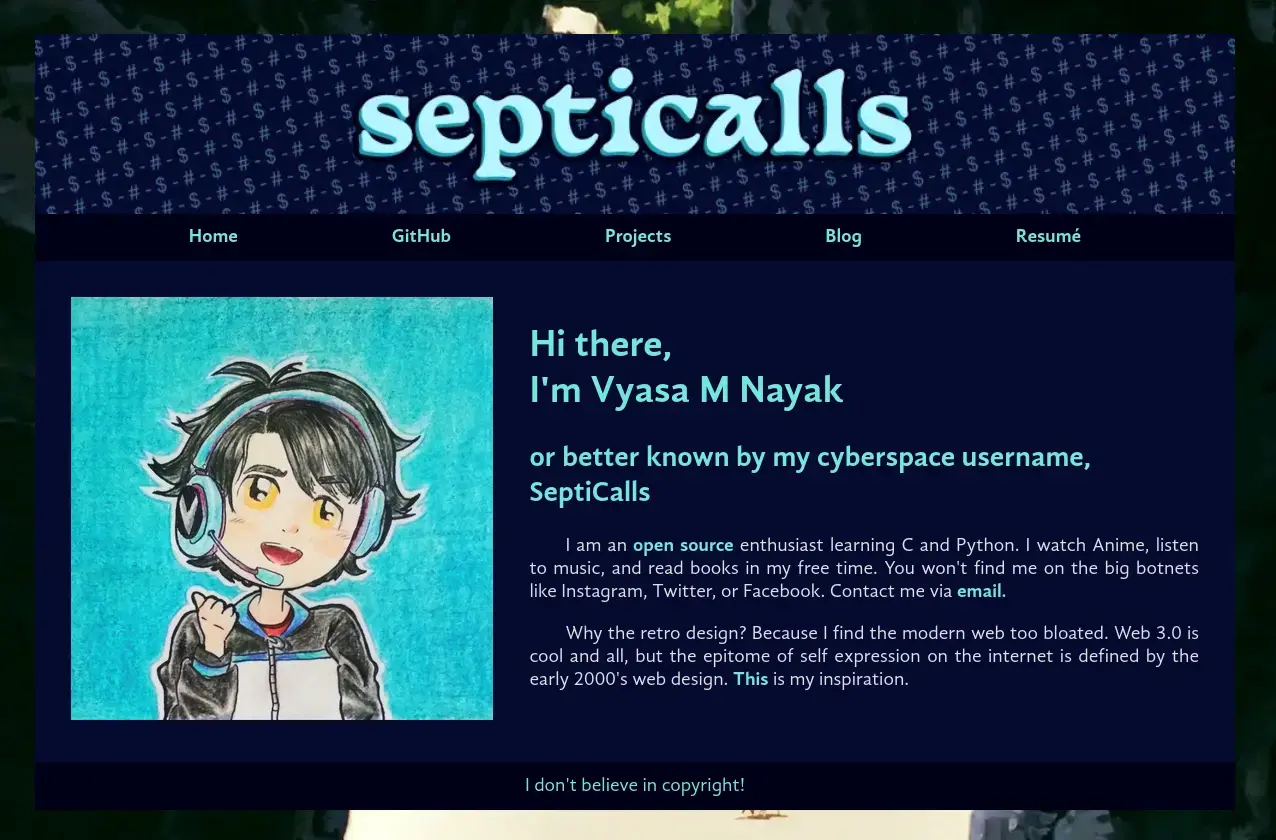 septicalls
Home GitHub Projects Blog Resumé
Hi there,
I'm Vyasa M Nayak
or better known by my cyberspace username,
SeptiCalls
I am an open source enthusiast learning C and Python. I watch Anime, listen
to music, and read books in my free time. You won't find me on the big botnets
like Instagram, Twitter, or Facebook. Contact me via email.
Why the retro design? Because I find the modern web too bloated. Web 3.0 is
cool and all, but the epitome of self expression on the internet is defined by the
early 2000's web design. This is my inspiration.
I don't believe in copyright!